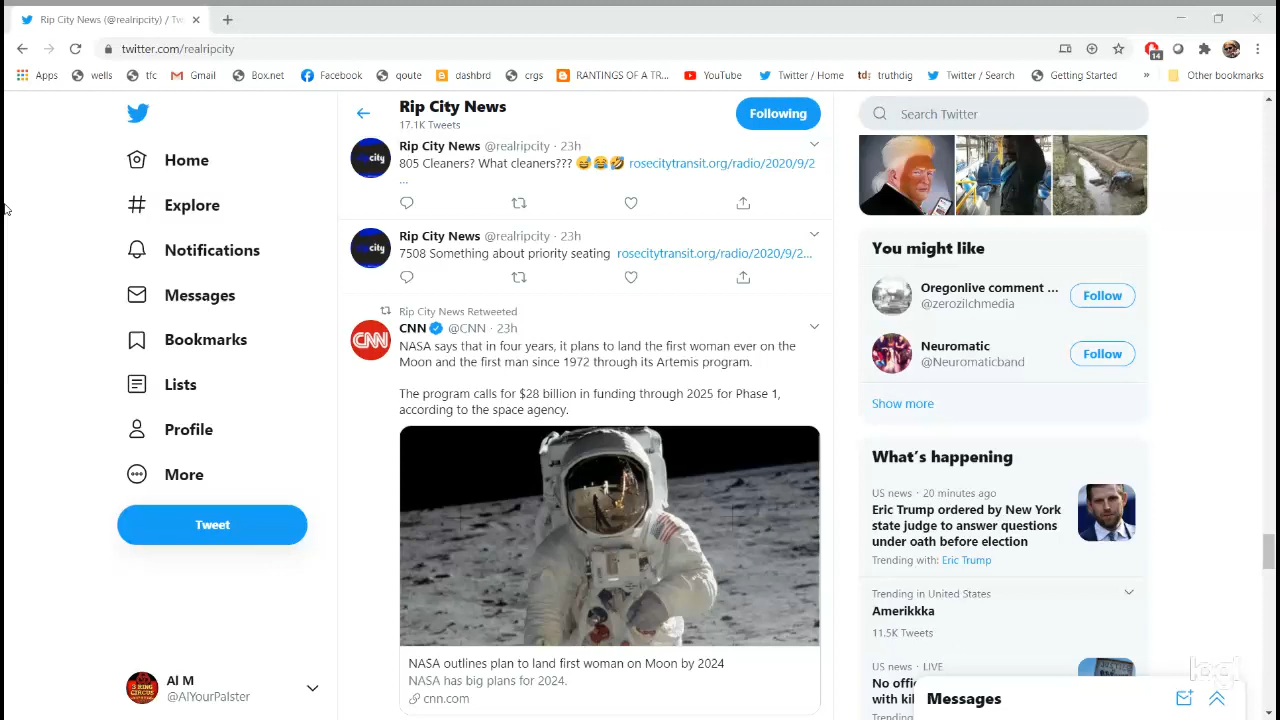 Rip City News (@realripcity) / Tw
twitter.com/realripcity
14
Apps
wells
tfc
Gmail
Box.net
Facebook
qoute
dashbrd
crgs
RANTINGS OF A TR...
YouTube
Twitter / Home
td:
truthdig
Twitter / Search
Getting Started
»
Other bookmarks
Home
Explore
Notifications
Messages
Bookmarks
Lists
Profile
More
Tweet
Al M
@AlYourPalster
Rip City News
17.1K Tweets
Following
Rip City News @realripcity · 23h
805 Cleaners? What cleaners??? 😅😂🤣 rosecitytransit.org/radio/2020/9/2
...
Rip City News @realripcity · 23h
7508 Something about priority seating rosecitytransit.org/radio/2020/9/2...
Rip City News Retweeted
CNN @CNN · 23h
NASA says that in four years, it plans to land the first woman ever on the
Moon and the first man since 1972 through its Artemis program.
The program calls for $28 billion in funding through 2025 for Phase 1,
according to the space agency.
NASA outlines plan to land first woman on Moon by 2024
NASA has big plans for 2024.
cnn.com
Search Twitter
You might like
Oregonlive comment ...
@zerozilchmedia
Follow
Neuromatic
@Neuromaticband
Follow
Show more
What's happening
US news · 20 minutes ago
Eric Trump ordered by New York
state judge to answer questions
under oath before election
Trending with: Eric Trump
Trending in United States
Amerikkka
11.5K Tweets
US news · LIVE
No offi
with kil
Trending
Messages